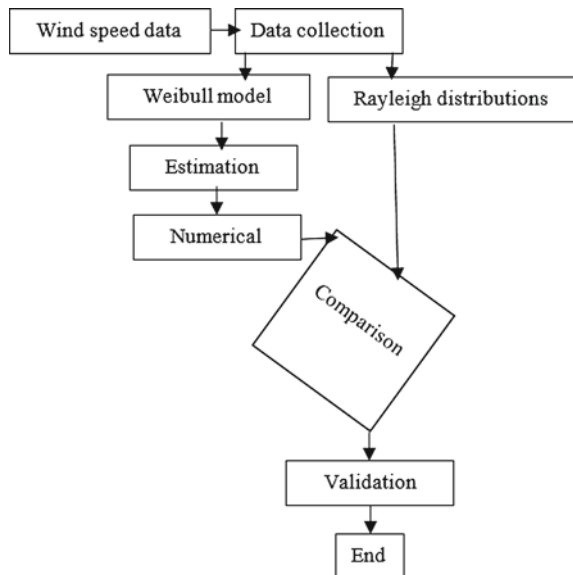 Wind speed data
Data collection
Weibull model
Rayleigh distributions
Estimation
Numerical
Comparison
Validation
End